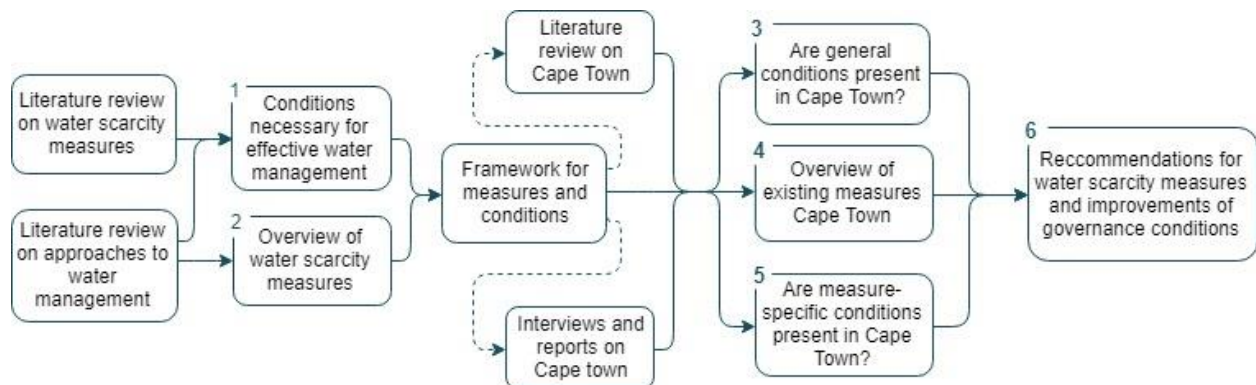 Literature review
on water scarcity
measures
Literature review
on approaches to
water
management
1
Conditions
necessary for
effective water
management
2
Overview of
water scarcity
measures
Framework for
measures and
conditions
Literature
review on
Cape Town
Interviews and
reports on
Cape town
3
Are general
conditions present
in Cape Town?
4
Overview of
existing measures
Cape Town
5
Are measure-
specific conditions
present in Cape
Town?
6
Reccommendations for
water scarcity measures
and improvements of
governance conditions